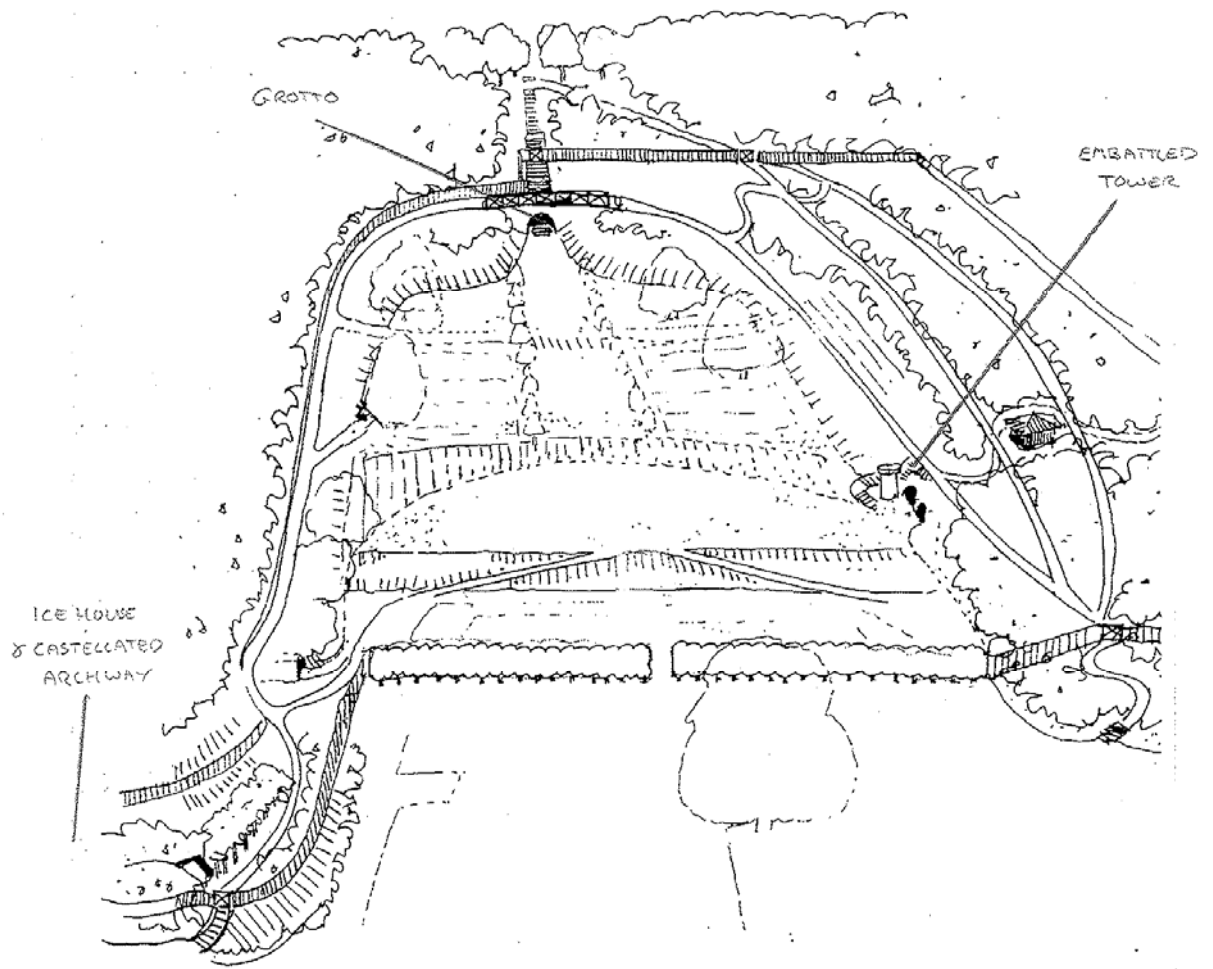 GROTTO
EMBATTLED
TOWER
ICE HOUSE
& CASTELLATED
ARCHWAY